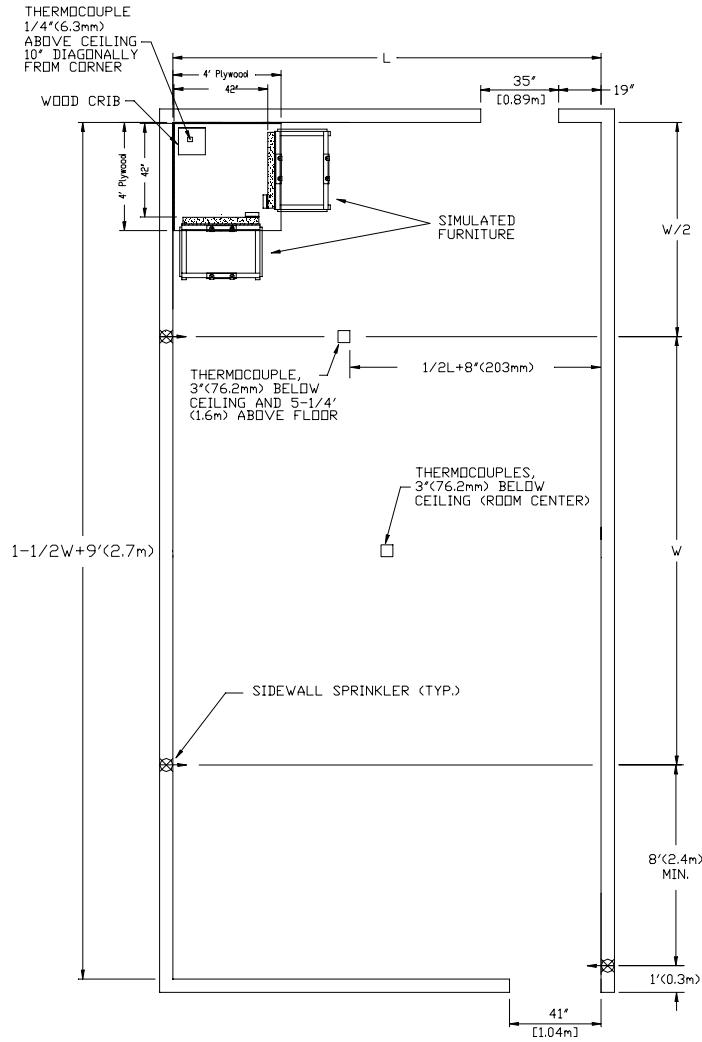 THERMOCOUPLE
1/4"(6.3mm)
ABOVE CEILING
10" DIAGONALLY
FROM CORNER
L
4' Plywood
42"
35"
[0.89m]
19"
WOOD CRIB
4' Plywood
42"
SIMULATED
FURNITURE
W/2
THERMOCOUPLE,
3"(76.2mm) BELOW
CEILING AND 5-1/4'
(1.6m) ABOVE FLOOR
1/2L+8"(203mm)
THERMOCOUPLES,
3"(76.2mm) BELOW
CEILING (ROOM CENTER)
1-1/2W+9'(2.7m)
W
SIDEWALL SPRINKLER (TYP.)
8'(2.4m)
MIN.
1'(0.3m)
41"
[1.04m]